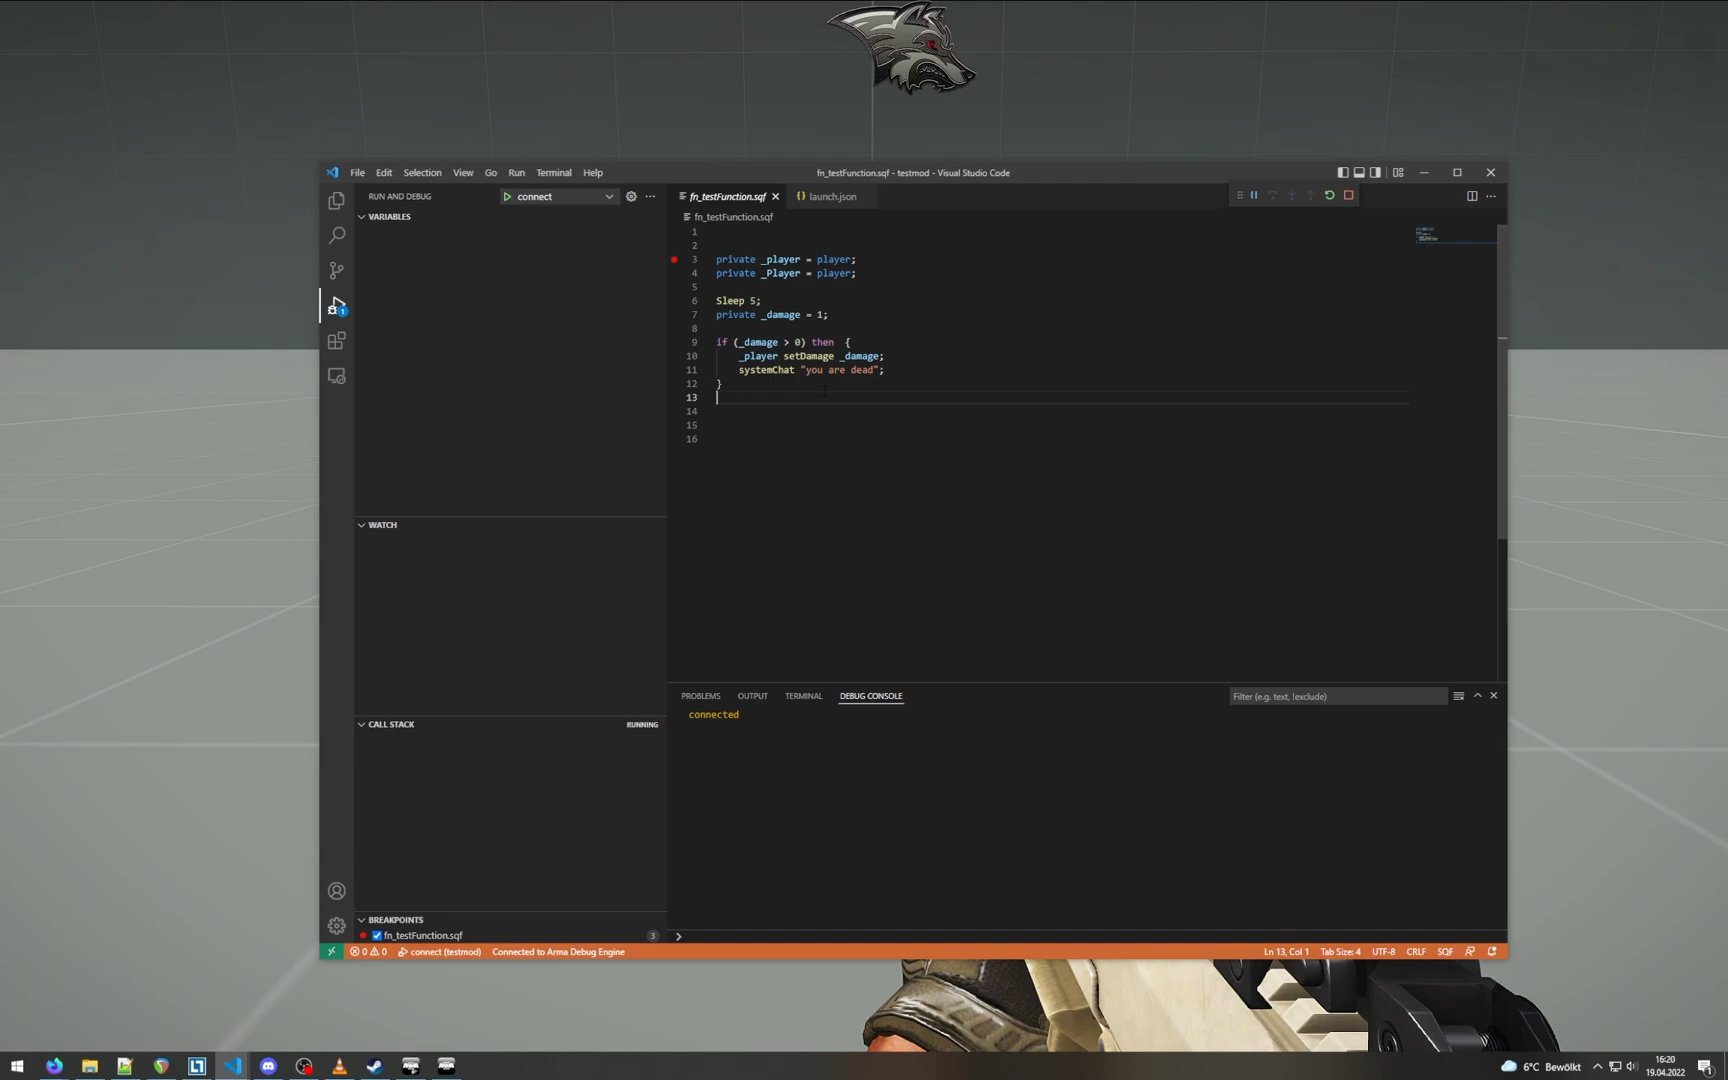 File Edit Selection View Go Run Terminal Help
fn_testFunction.sqf - testmod - Visual Studio Code
RUN AND DEBUG
connect
VARIABLES
WATCH
CALL STACK
RUNNING
BREAKPOINTS
fn_testFunction.sqf
3
1
fn_testFunction.sqf
launch.json
fn_testFunction.sqf
1
2
3 private _player = player;
4 private _Player = player;
5
6 Sleep 5;
7 private _damage = 1;
8
9 if (_damage > 0) then  {
10 _player setDamage _damage;
11 systemChat "you are dead";
12 }
13
14
15
16
PROBLEMS OUTPUT TERMINAL DEBUG CONSOLE
Filter (e.g. text, !exclude)
connected
0 0 connect (testmod) Connected to Arma Debug Engine
Ln 13, Col 1 Tab Size: 4 UTF-8 CRLF SQF
6°C Bewölkt
16:20
19.04.2022